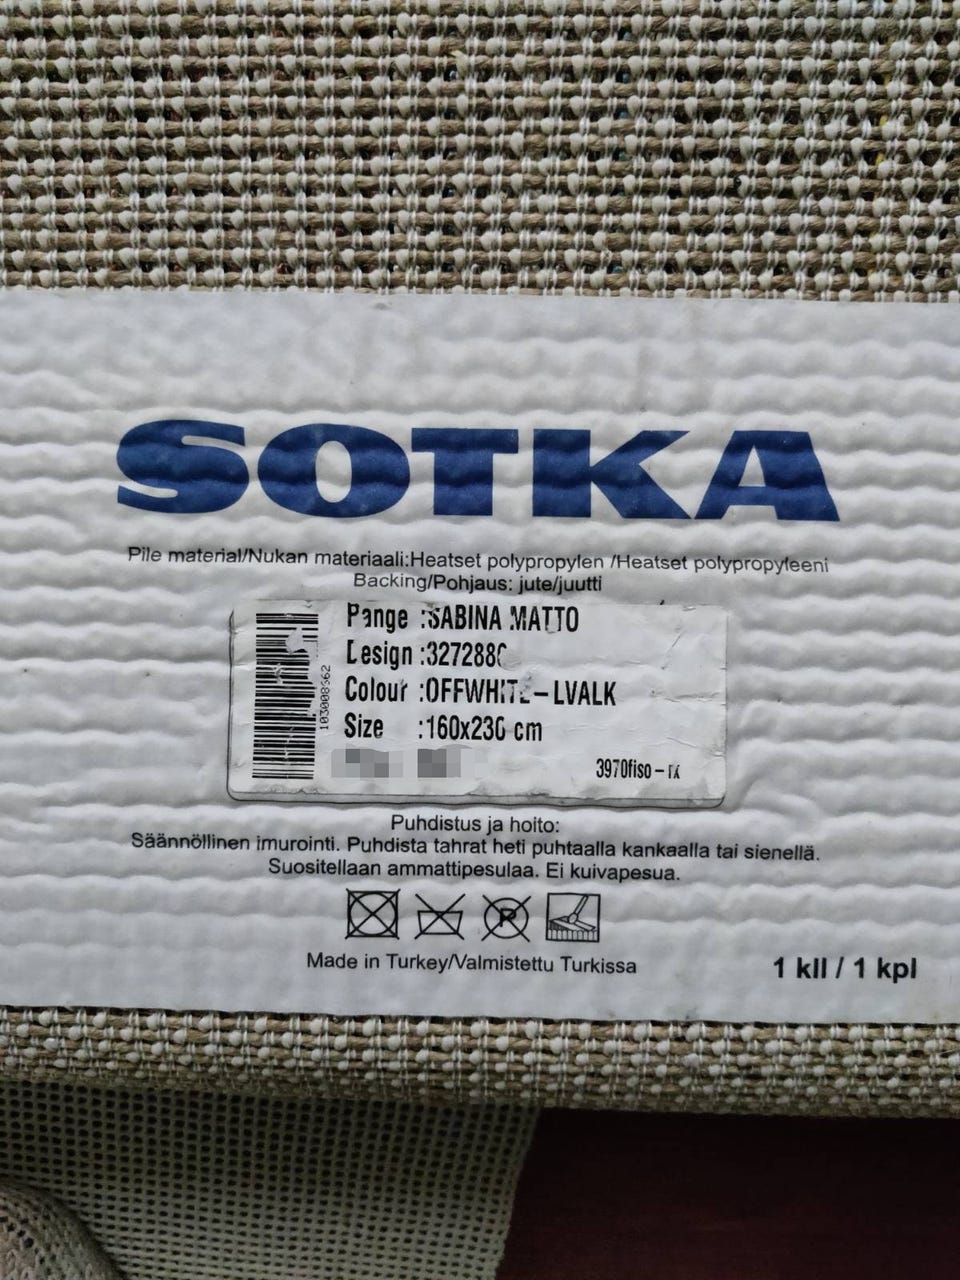 SOTKA
Pile material/Nukan materiaali:Heatset polypropylen /Heatset polypropyleeni
Backing/Pohjaus: jute/juutti
Range :SABINA MATTO
Design :
Colour :OFFWHITE-LVALK
Size :160x230 cm
3970fiso-
Puhdistus ja hoito:
Säännöllinen imurointi. Puhdista tahrat heti puhtaalla kankaalla tai sienellä.
Suositellaan ammattipesulaa. Ei kuivapesua.
P
Made in Turkey/Valmistettu Turkissa
1 kll / 1 kpl